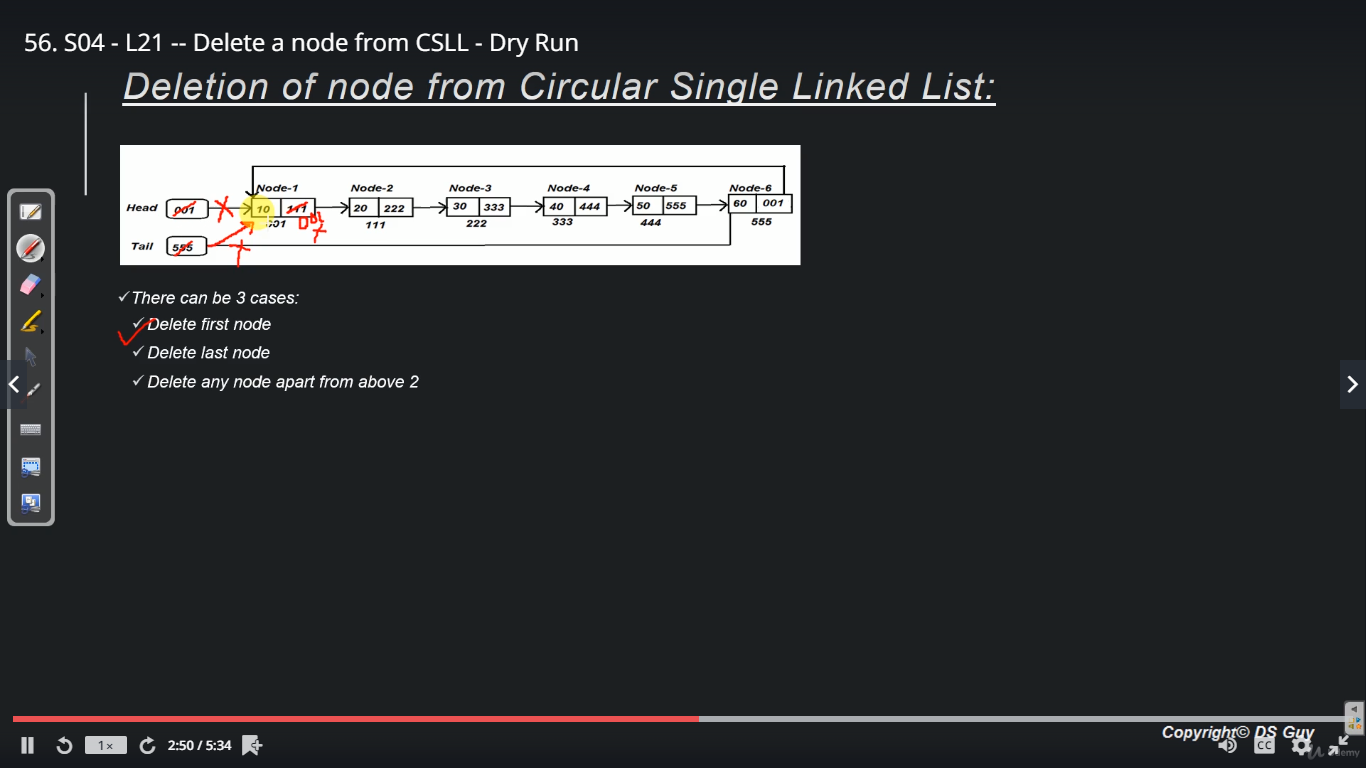 56. S04 - L21 -- Delete a node from CSLL - Dry Run
Deletion of node from Circular Single Linked List:
Node-1 Node-2 Node-3 Node-4 Node-5 Node-6
Head 001 10 111 20 222 30 333 40 444 50 555 60 001
001 111 222 333 444 555
Tail 555
✓There can be 3 cases:
✓Delete first node
✓Delete last node
✓Delete any node apart from above 2
Copyright© DS Guy
1× 2:50 / 5:34 CC